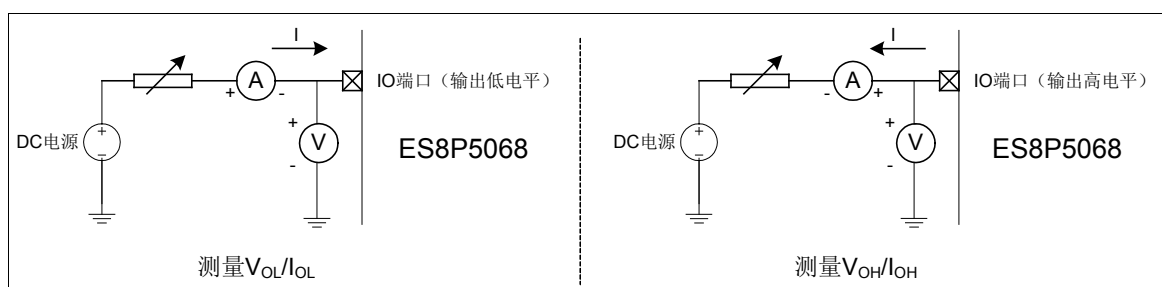 I
A
+ -
IO端口（输出低电平）
DC电源
+
-
+
V
-
ES8P5068
测量VOL/IOL
I
A
- +
IO端口（输出高电平）
DC电源
+
-
+
V
-
ES8P5068
测量VOH/IOH